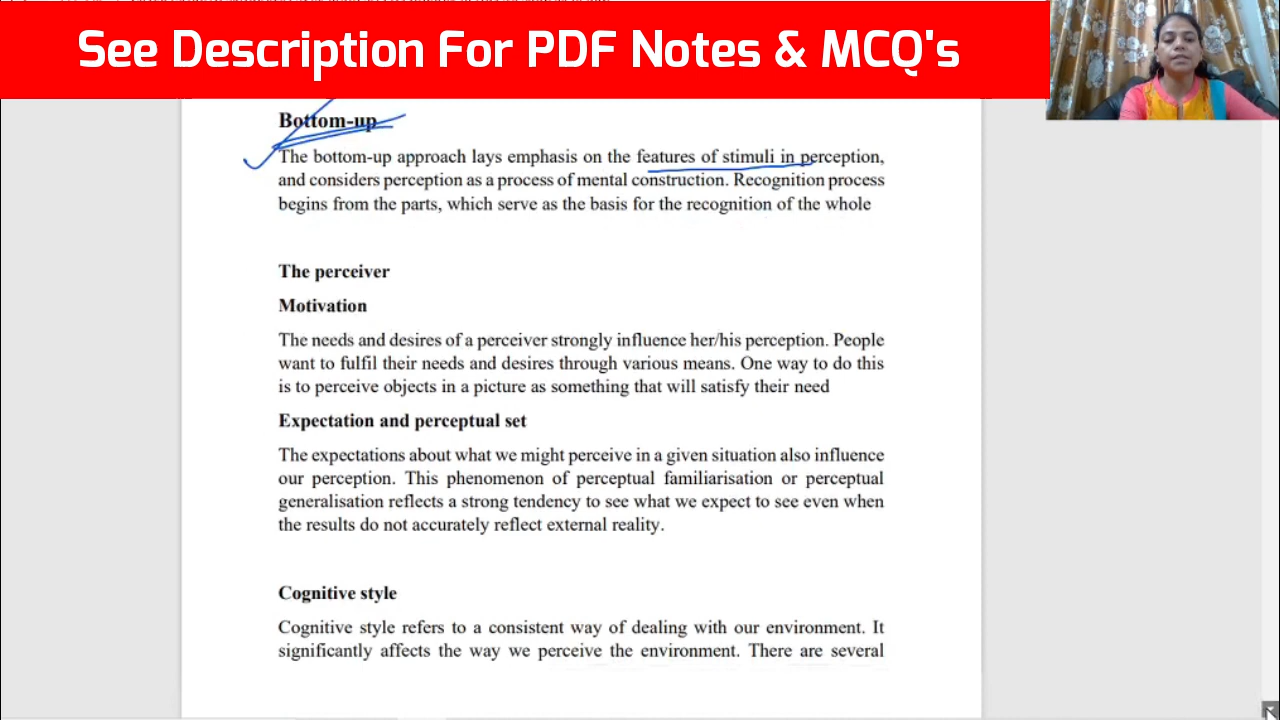 See Description For PDF Notes & MCQ's
Bottom-up
The bottom-up approach lays emphasis on the features of stimuli in perception,
and considers perception as a process of mental construction. Recognition process
begins from the parts, which serve as the basis for the recognition of the whole
The perceiver
Motivation
The needs and desires of a perceiver strongly influence her/his perception. People
want to fulfil their needs and desires through various means. One way to do this
is to perceive objects in a picture as something that will satisfy their need
Expectation and perceptual set
The expectations about what we might perceive in a given situation also influence
our perception. This phenomenon of perceptual familiarisation or perceptual
generalisation reflects a strong tendency to see what we expect to see even when
the results do not accurately reflect external reality.
Cognitive style
Cognitive style refers to a consistent way of dealing with our environment. It
significantly affects the way we perceive the environment. There are several